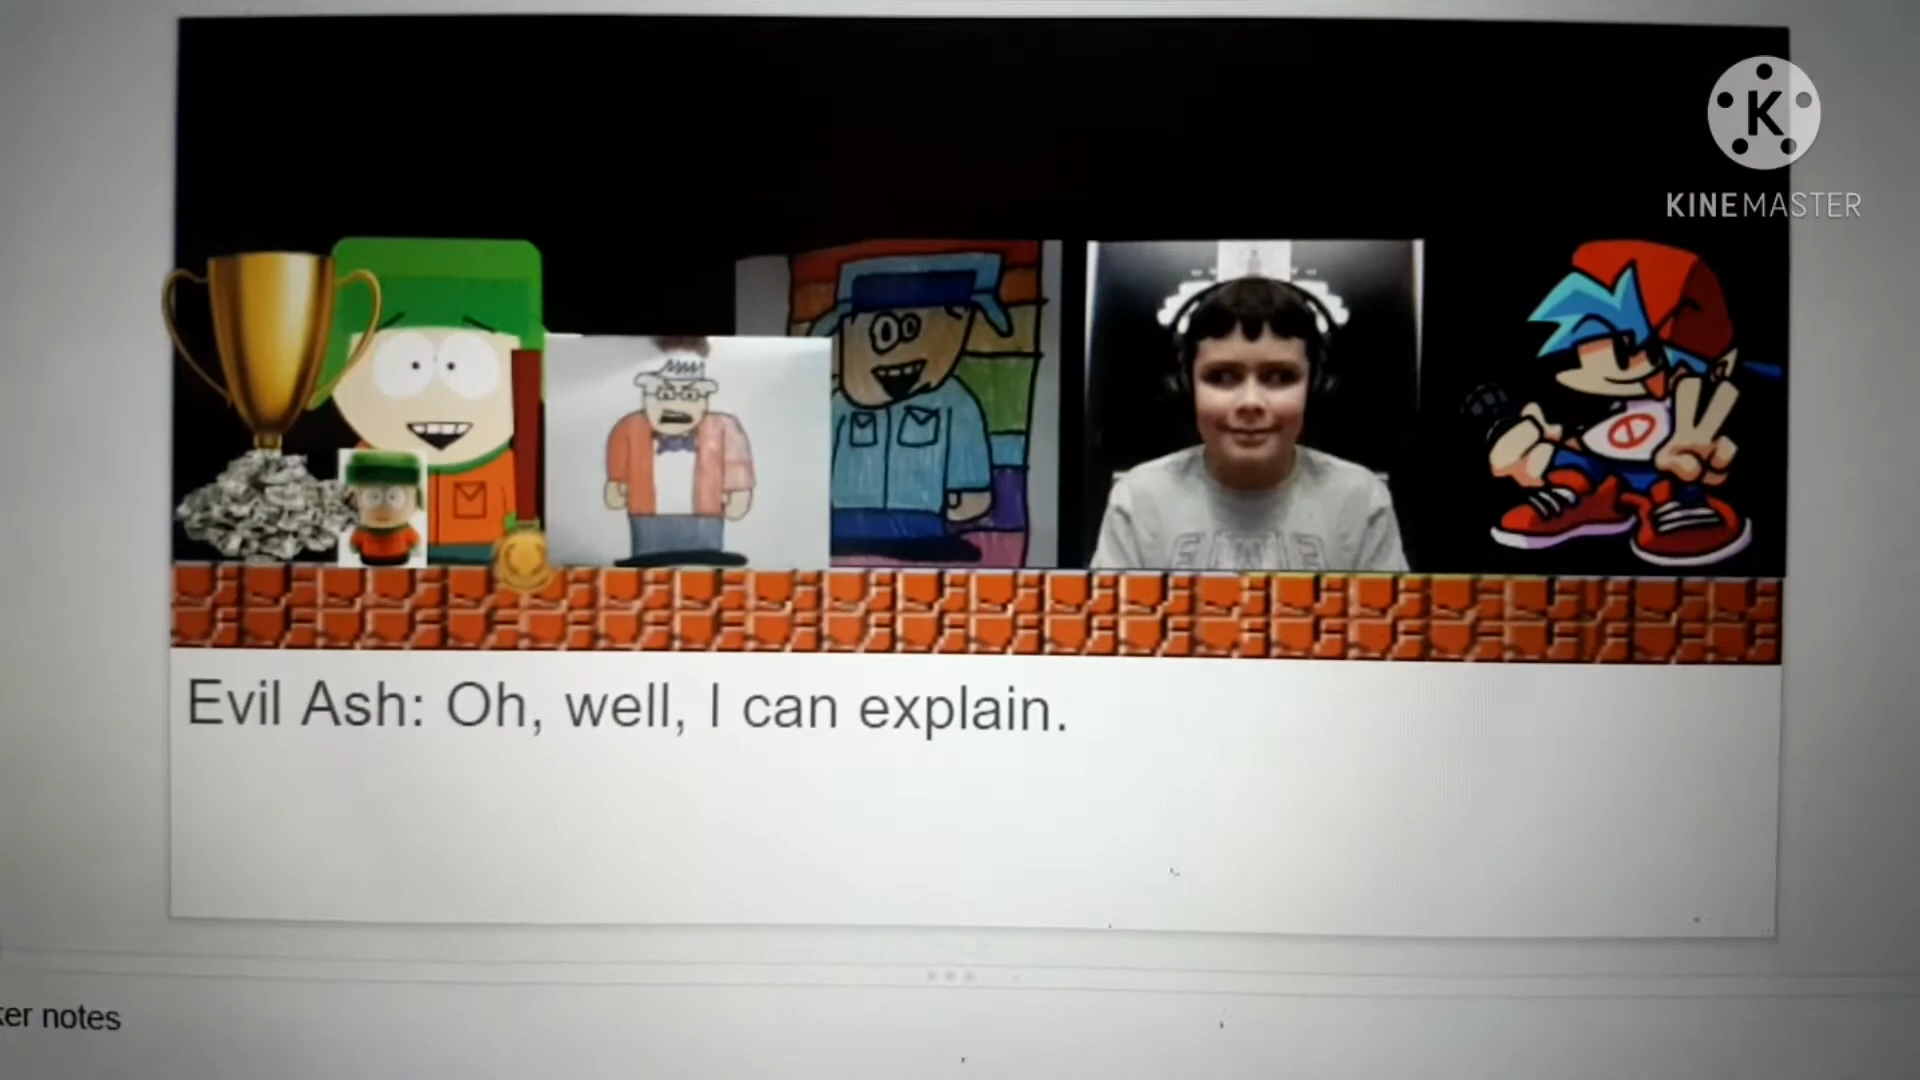 K
KINEMASTER
Evil Ash: Oh, well, I can explain.
ker notes